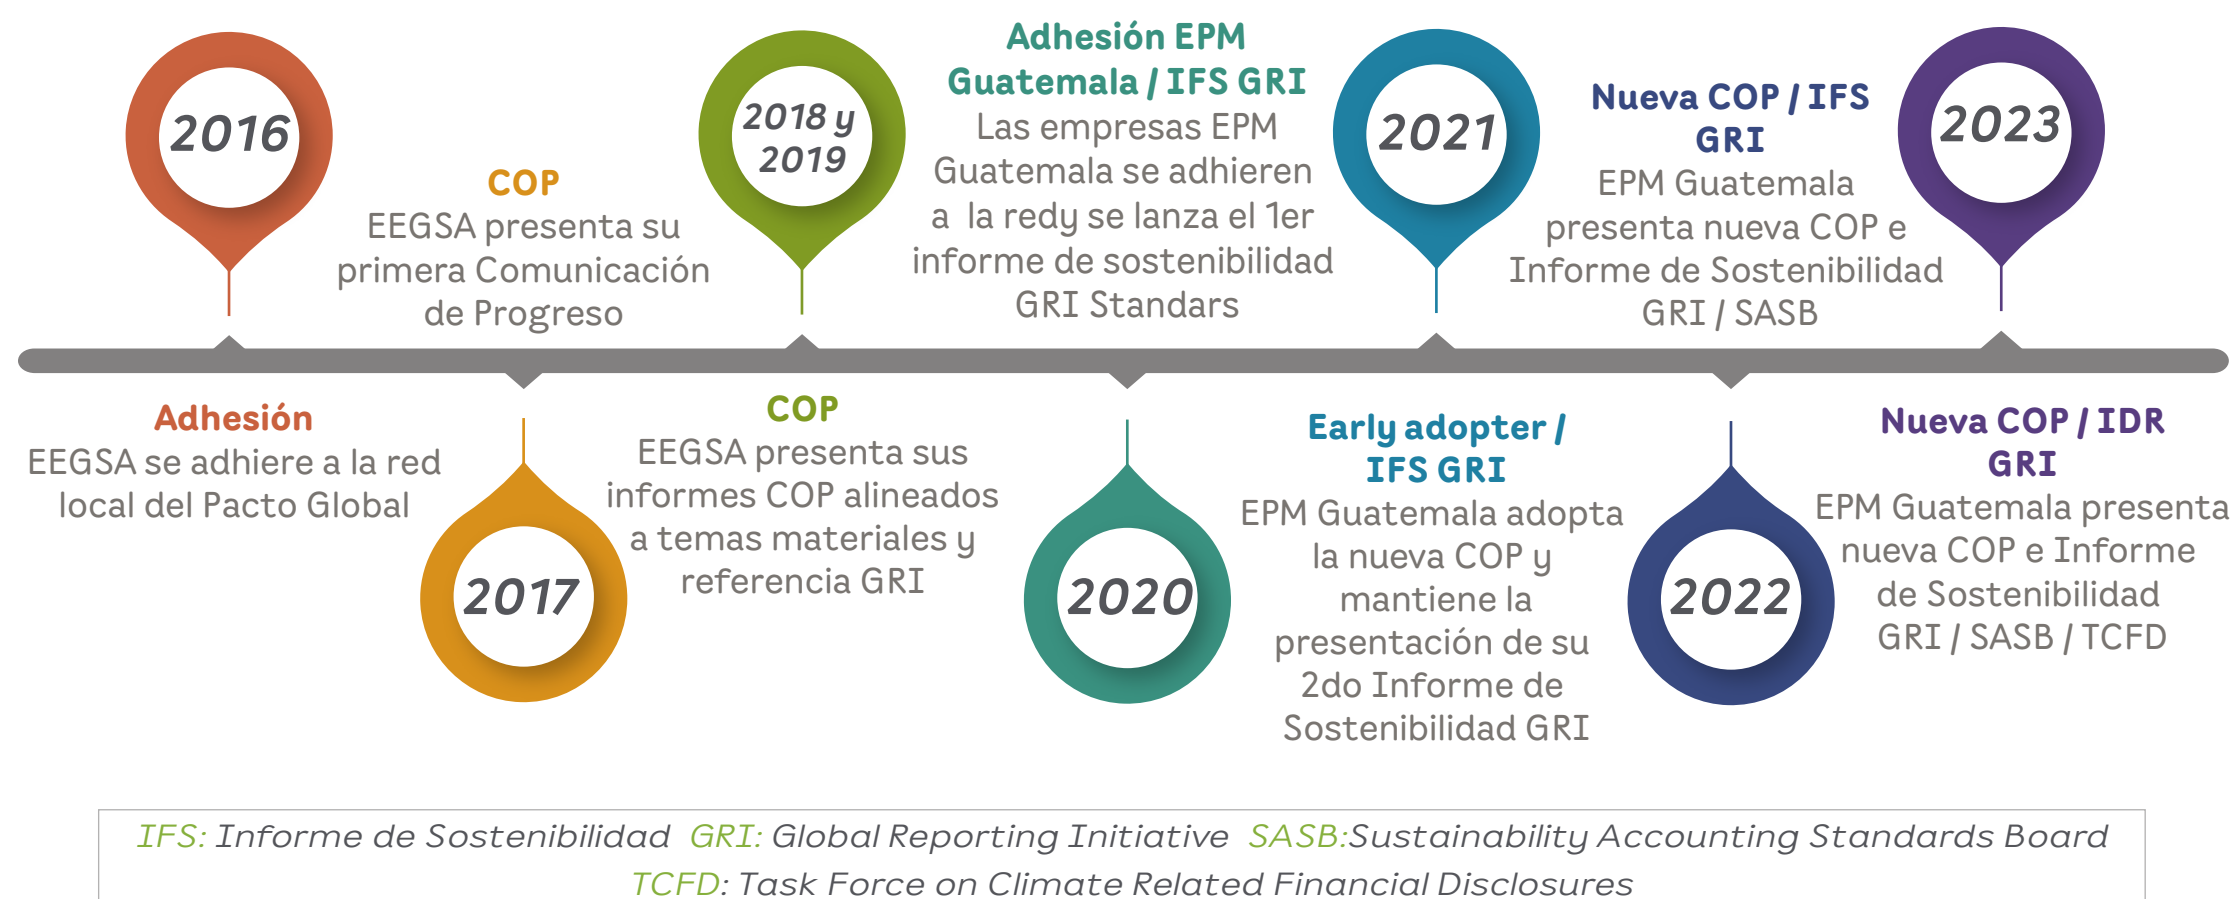 2016
Adhesión
EEGSA se adhiere a la red
local del Pacto Global
COP
EEGSA presenta su
primera Comunicación
de Progreso
2017
2018 y
2019
COP
EEGSA presenta sus
informes COP alineados
a temas materiales y
referencia GRI
Adhesión EPM
Guatemala / IFS GRI
Las empresas EPM
Guatemala se adhieren
a la redy se lanza el 1er
informe de sostenibilidad
GRI Standars
2020
2021
Early adopter /
IFS GRI
EPM Guatemala adopta
la nueva COP y
mantiene la
presentación de su
2do Informe de
Sostenibilidad GRI
Nueva COP / IFS
GRI
EPM Guatemala
presenta nueva COP e
Informe de Sostenibilidad
GRI / SASB
2022
2023
Nueva COP / IDR
GRI
EPM Guatemala presenta
nueva COP e Informe
de Sostenibilidad
GRI / SASB / TCFD
IFS: Informe de Sostenibilidad GRI: Global Reporting Initiative SASB:Sustainability Accounting Standards Board
TCFD: Task Force on Climate Related Financial Disclosures